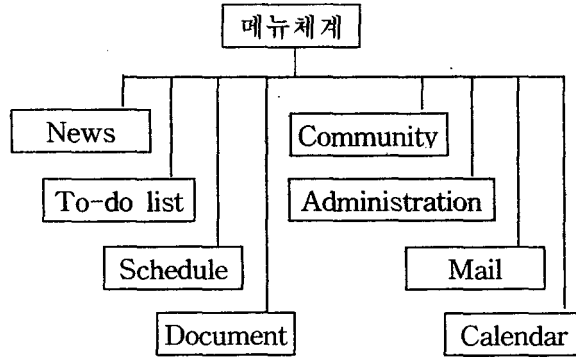 메뉴체계
News
Community
To-do list
Administration
Schedule
Mail
Document
Calendar